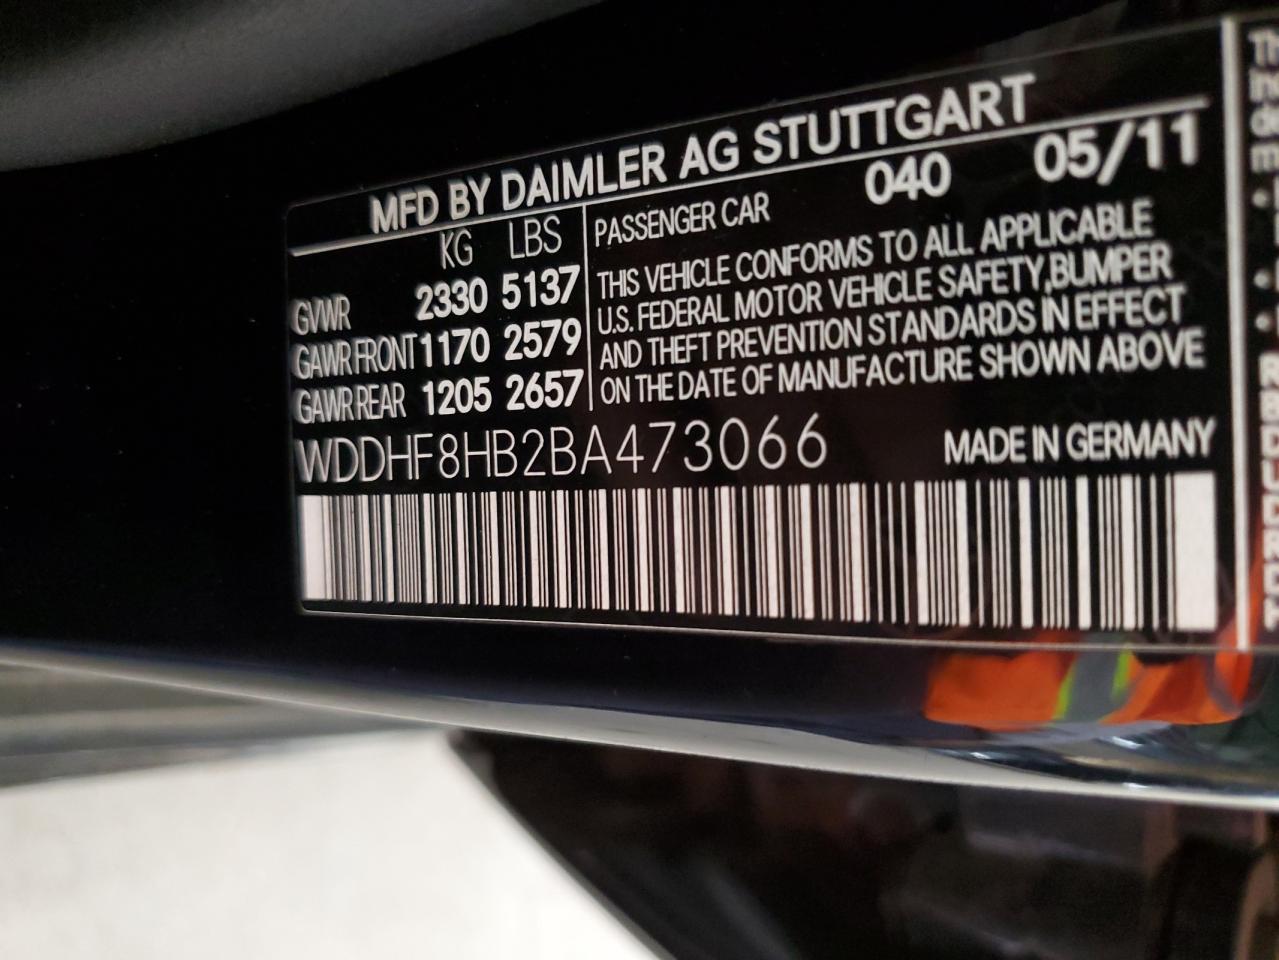 MFD BY DAIMLER AG STUTTGART
KG LBS
GVWR 2330 5137
GAWR FRONT 1170 2579
GAWR REAR 1205 2657
PASSENGER CAR 040 05/11
THIS VEHICLE CONFORMS TO ALL APPLICABLE
U.S. FEDERAL MOTOR VEHICLE SAFETY,BUMPER
AND THEFT PREVENTION STANDARDS IN EFFECT
ON THE DATE OF MANUFACTURE SHOWN ABOVE
WDDHF8HB2BA473066 MADE IN GERMANY